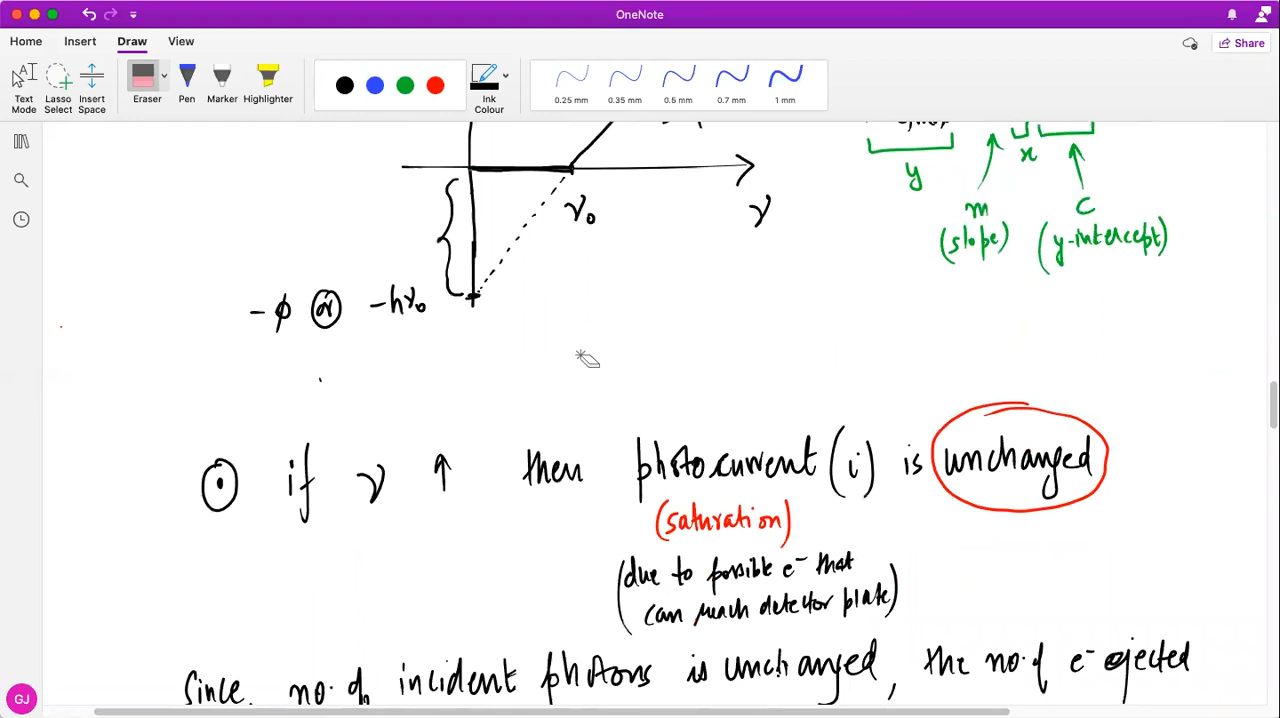 OneNote
Home Insert Draw View
Share
Text Mode
Lasso Select
Insert Space
Eraser
Pen
Marker
Highlighter
Ink Colour
0.25 mm
0.35 mm
0.5 mm
0.7 mm
1 mm
y
x
m
(slope)
C
(y-intercept)
ν₀
ν
-ϕ or -hν₀
⊙ if ν ↑ then photocurrent (i) is unchanged
(saturation)
(due to possible e⁻ that
can reach detector plate)
Since no. of incident photons is unchanged, the no. of e⁻ ejected
GJ